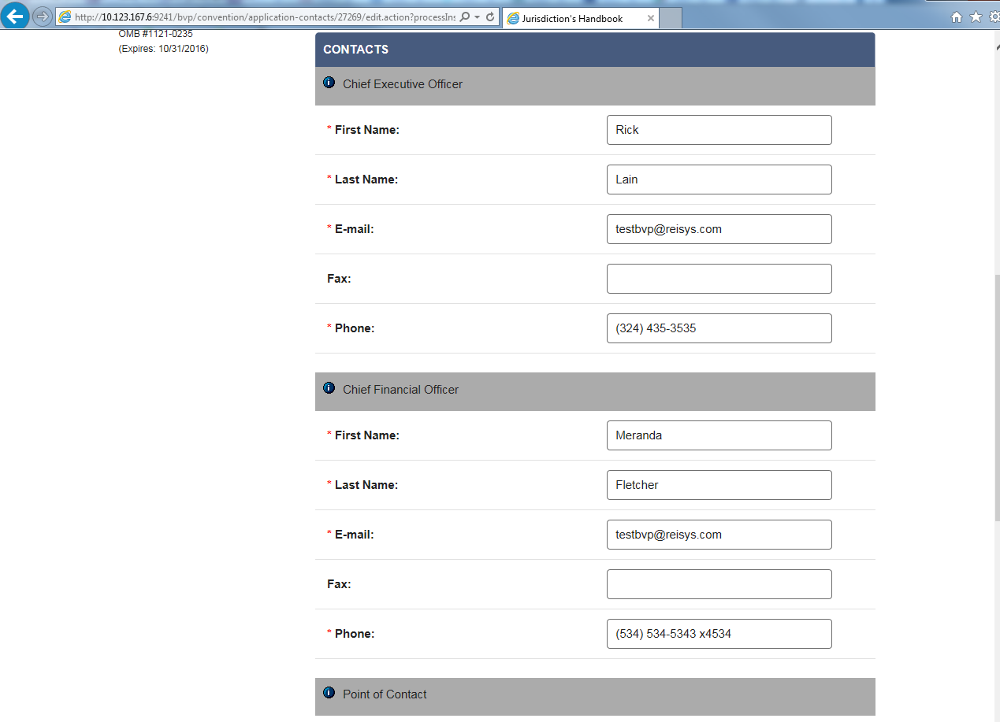 http://10.123.167.6:9241/bvp/convention/application-contacts/27269/edit.action?processIns
Jurisdiction's Handbook
OMB #1121-0235
(Expires: 10/31/2016)
CONTACTS
Chief Executive Officer
* First Name: Rick
* Last Name: Lain
* E-mail: testbvp@reisys.com
Fax:
* Phone: (324) 435-3535
Chief Financial Officer
* First Name: Meranda
* Last Name: Fletcher
* E-mail: testbvp@reisys.com
Fax:
* Phone: (534) 534-5343 x4534
Point of Contact